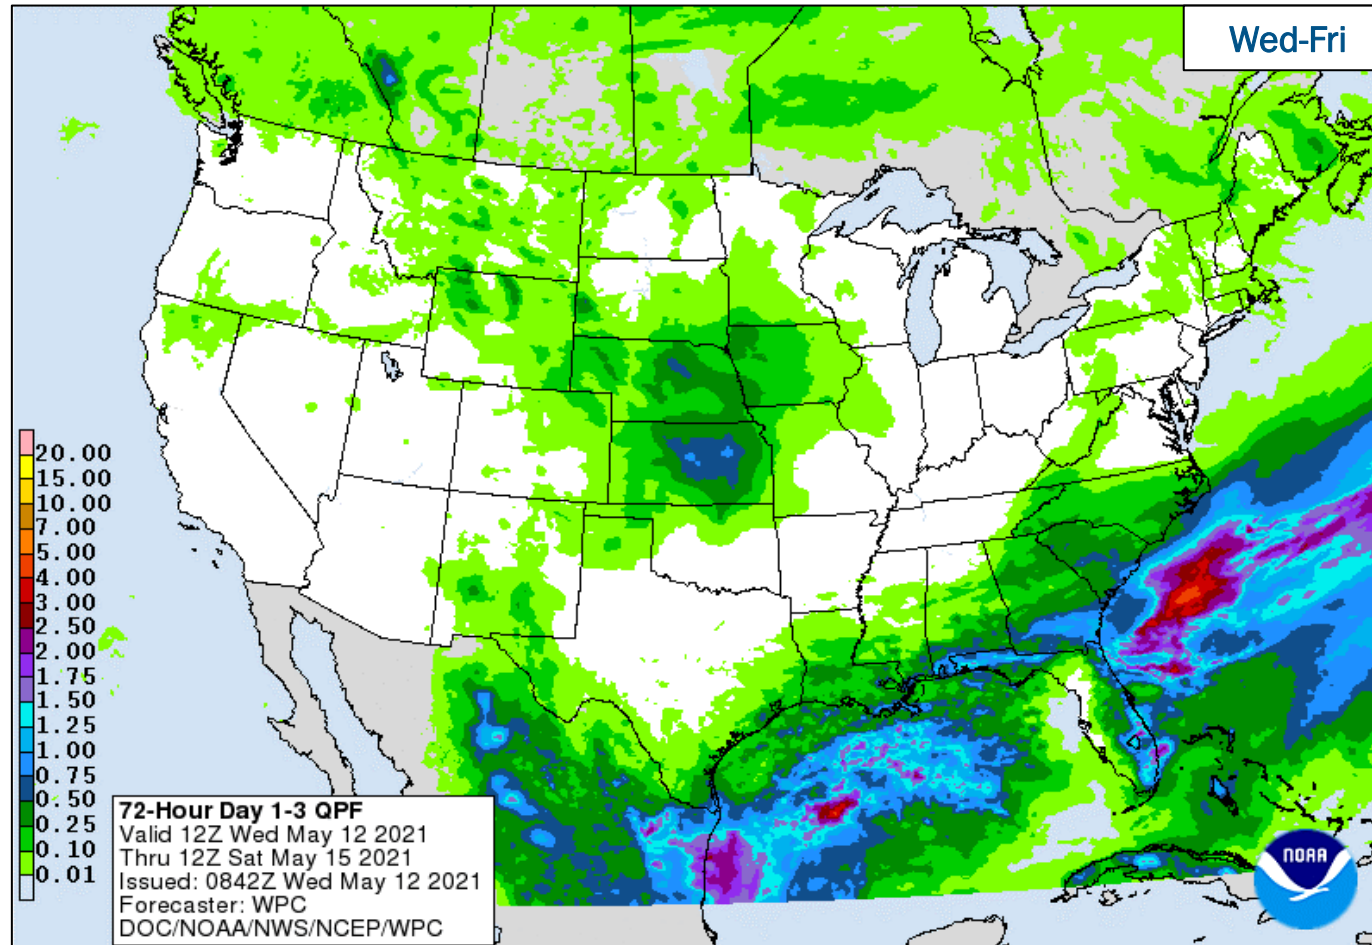 Wed-Fri
20.00
15.00
10.00
7.00
5.00
4.00
3.00
2.50
2.00
1.75
1.50
1.25
1.00
0.75
0.50
0.25
0.10
0.01
72-Hour Day 1-3 QPF
Valid 12Z Wed May 12 2021
Thru 12Z Sat May 15 2021
Issued: 0842Z Wed May 12 2021
Forecaster: WPC
DOC/NOAA/NWS/NCEP/WPC
NOAA